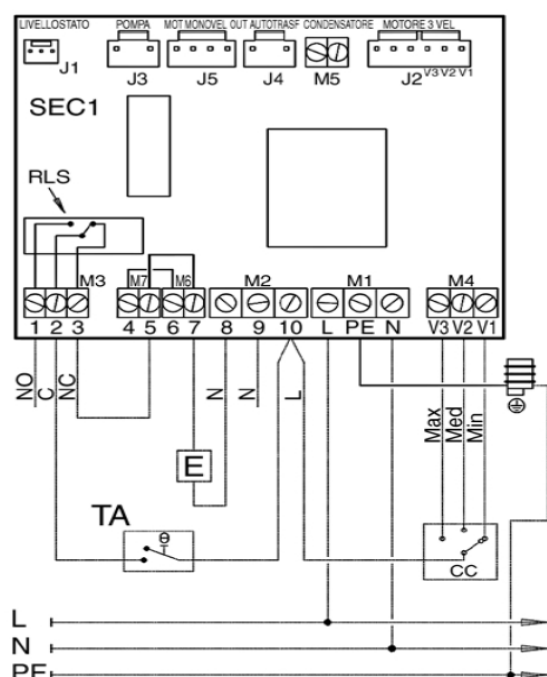 LIVELLOSTATO POMPA MOT MONOVEL OUT AUTOTRASF CONDENSATORE MOTORE 3 VEL
J1 J3 J5 J4 M5 J2 V3 V2 V1
SEC1
RLS
M3 M7 M6 M2 M1 M4
1 2 3 4 5 6 7 8 9 10 L PE N V3 V2 V1
NO C NC N N L Max Med Min
E
TA
θ
CC
L
N
PE